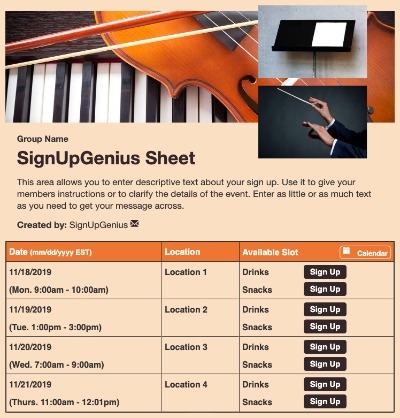 Group Name
SignUpGenius Sheet
This area allows you to enter descriptive text about your sign up. Use it to give your
members instructions or to clarify the details of the event. Enter as little or as much text
as you need to get your message across.
Created by: SignUpGenius
Date (mm/dd/yyyy EST) Location Available Slot Calendar
11/18/2019 Location 1 Drinks Sign Up
(Mon. 9:00am - 10:00am) Snacks Sign Up
11/19/2019 Location 2 Drinks Sign Up
(Tue. 1:00pm - 3:00pm) Snacks Sign Up
11/20/2019 Location 3 Drinks Sign Up
(Wed. 7:00am - 9:00am) Snacks Sign Up
11/21/2019 Location 4 Drinks Sign Up
(Thurs. 11:00am - 12:01pm) Snacks Sign Up